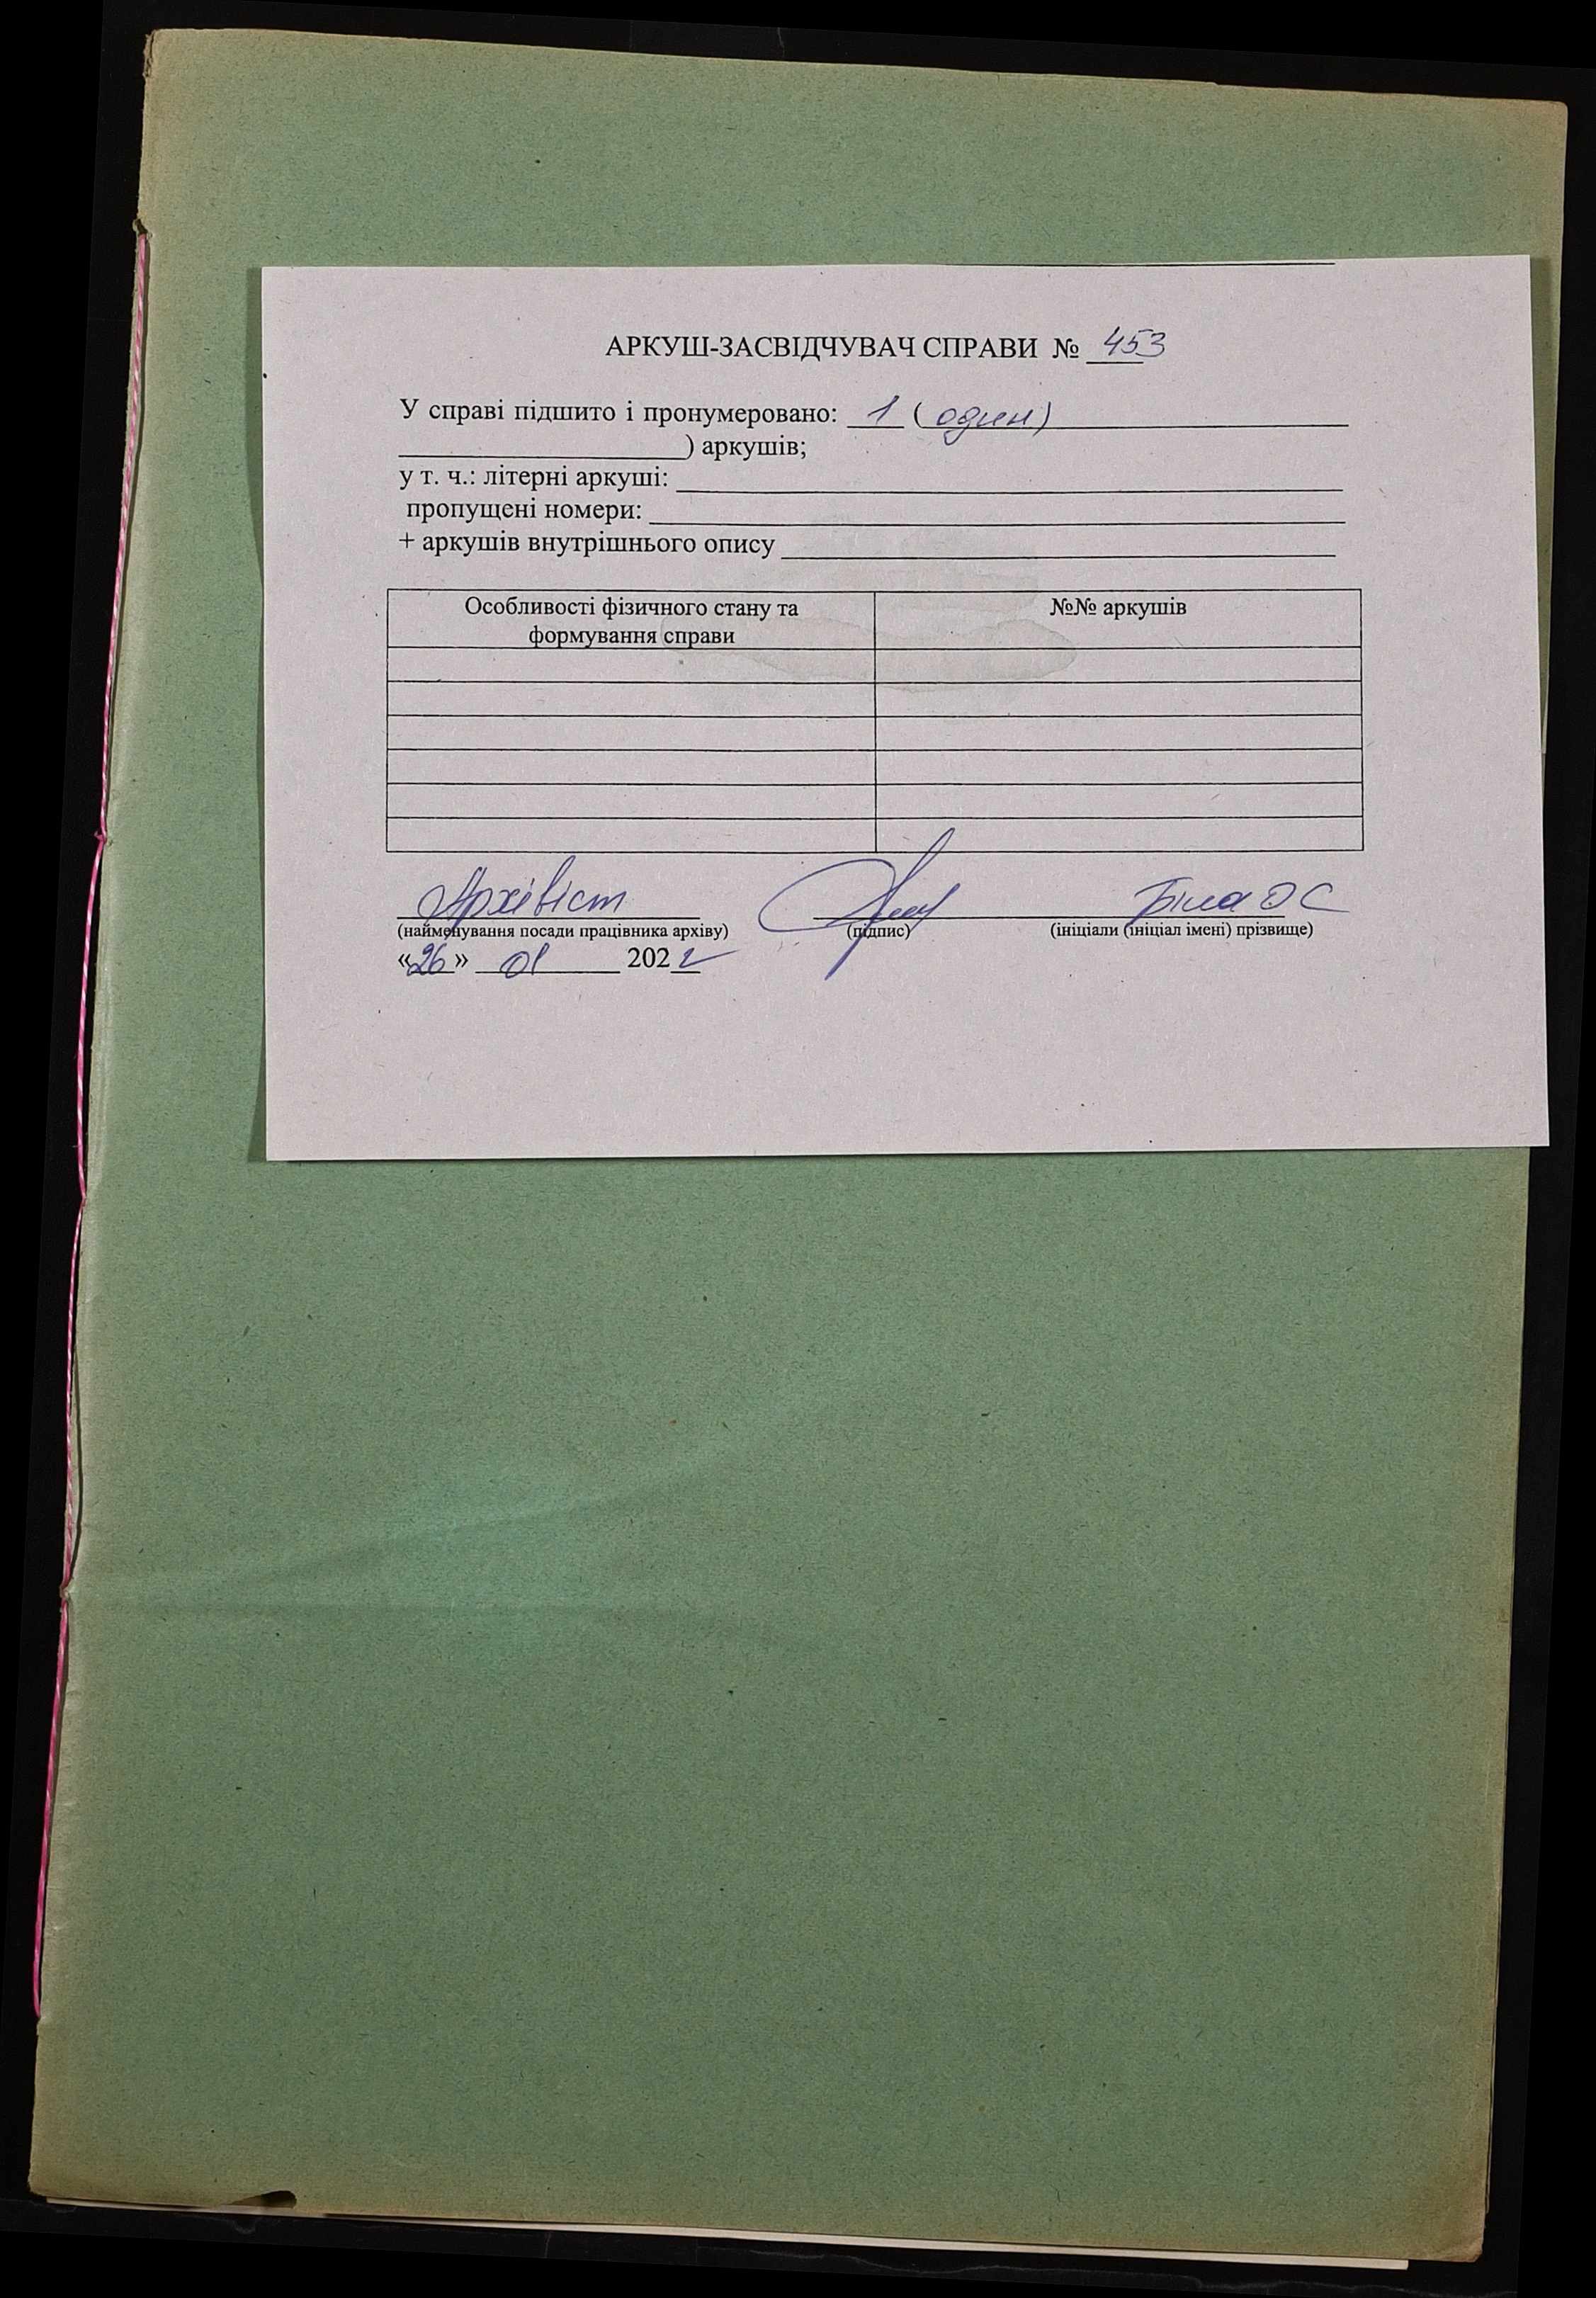 АРКУШ-ЗАСВІДЧУВАЧ СПРАВИ № 453
У справі підшито і пронумеровано: 1 ( один)
) аркушів;
у т. ч.: літерні аркуші:
пропущені номери:
+ аркушів внутрішнього опису
Особливості фізичного стану та формування справи
№№ аркушів
Архівіст Біла О С
(найменування посади працівника архіву) (підпис) (ініціали (ініціал імені) прізвище)
«26» 01 2022